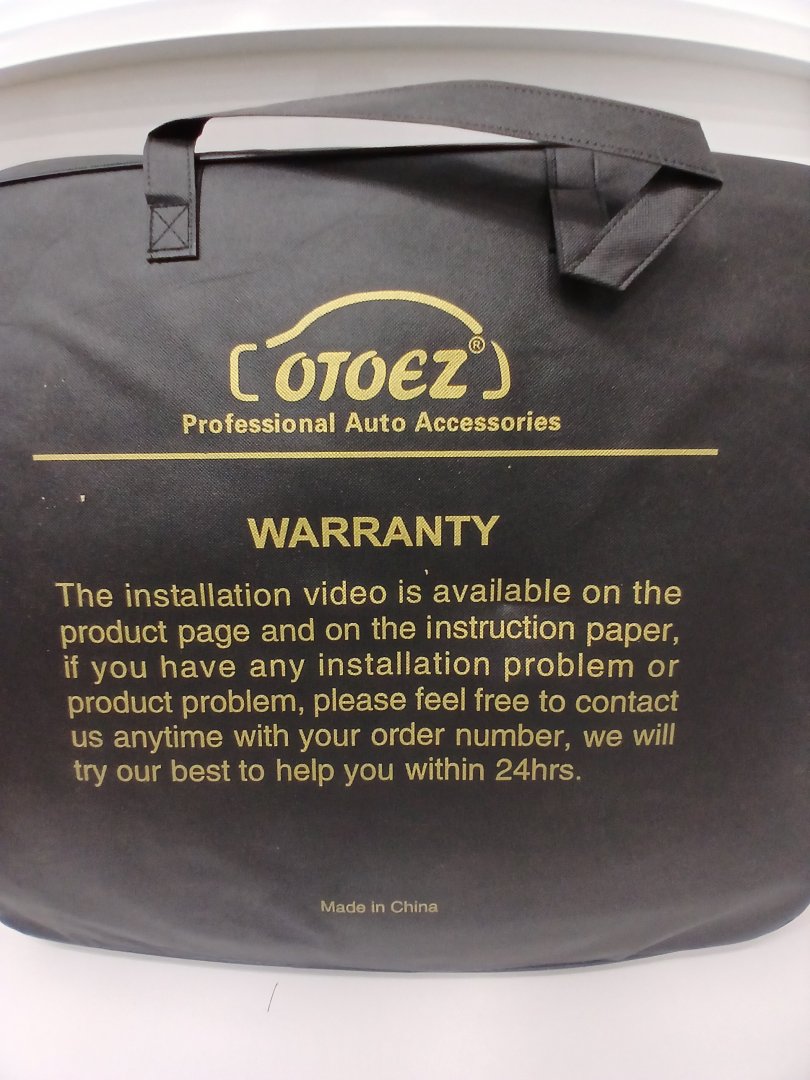 OTOEZ®
Professional Auto Accessories
WARRANTY
The installation video is available on the
product page and on the instruction paper,
if you have any installation problem or
product problem, please feel free to contact
us anytime with your order number, we will
try our best to help you within 24hrs.
Made in China